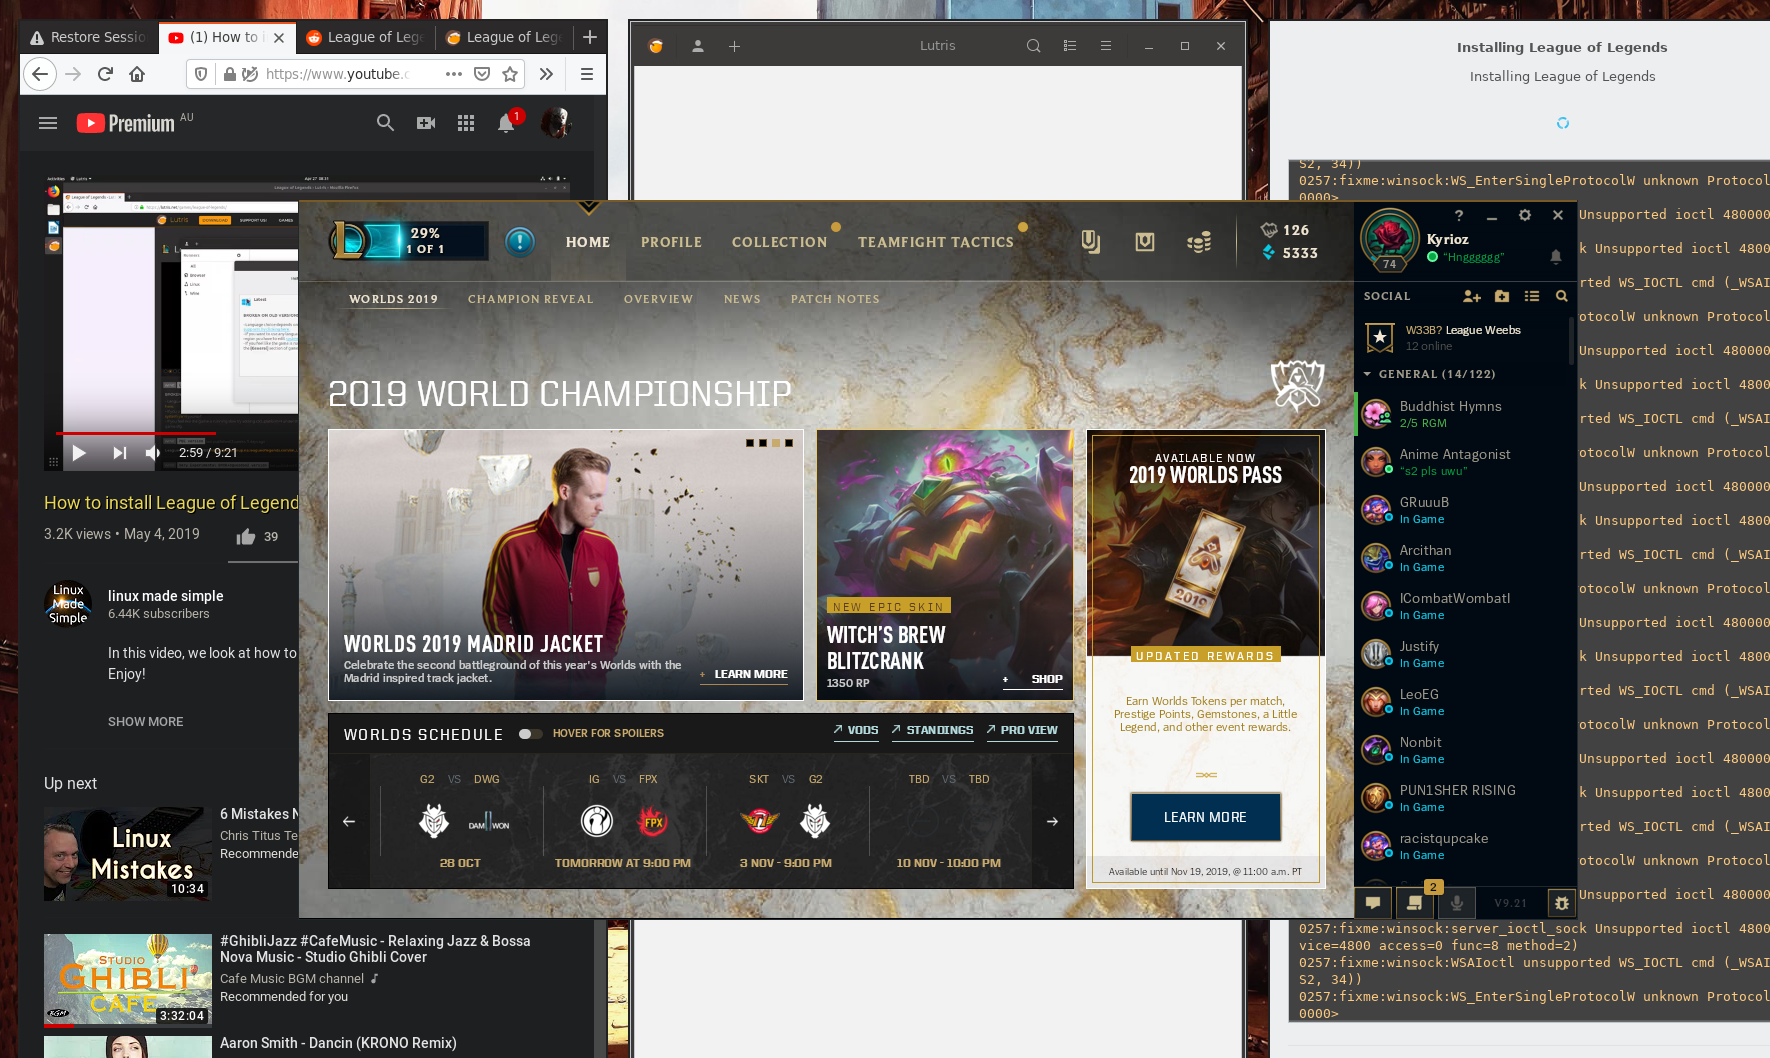 Restore Sessio
(1) How to i
League of Lege
League of Lege
https://www.youtube.c
Premium AU
1
2:59 / 9:21
How to install League of Legend
3.2K views • May 4, 2019
39
linux made simple
6.44K subscribers
Linux
Made
Simple
In this video, we look at how to
Enjoy!
SHOW MORE
Up next
Linux
Mistakes
10:34
6 Mistakes N
Chris Titus Te
Recommende
STUDIO
GHIBLI
CAFE
BGM
3:32:04
#GhibliJazz #CafeMusic - Relaxing Jazz & Bossa
Nova Music - Studio Ghibli Cover
Cafe Music BGM channel
Recommended for you
Aaron Smith - Dancin (KRONO Remix)
Lutris
Installing League of Legends
Installing League of Legends
S2, 34))
0257:fixme:winsock:WS_EnterSingleProtocolW unknown Protocol
0000>
Unsupported ioctl 480000
k Unsupported ioctl 4800
rted WS_IOCTL cmd (_WSAI
otocolW unknown Protocol
Unsupported ioctl 480000
k Unsupported ioctl 4800
rted WS_IOCTL cmd (_WSAI
otocolW unknown Protocol
Unsupported ioctl 480000
k Unsupported ioctl 4800
rted WS_IOCTL cmd (_WSAI
otocolW unknown Protocol
Unsupported ioctl 480000
k Unsupported ioctl 4800
rted WS_IOCTL cmd (_WSAI
otocolW unknown Protocol
Unsupported ioctl 480000
k Unsupported ioctl 4800
rted WS_IOCTL cmd (_WSAI
otocolW unknown Protocol
Unsupported ioctl 480000
0257:fixme:winsock:server_ioctl_sock Unsupported ioctl 4800
vice=4800 access=0 func=8 method=2)
0257:fixme:winsock:WSAIoctl unsupported WS_IOCTL cmd (_WSAI
S2, 34))
0257:fixme:winsock:WS_EnterSingleProtocolW unknown Protocol
0000>
29%
1 OF 1
HOME
PROFILE
COLLECTION
TEAMFIGHT TACTICS
126
5333
WORLDS 2019
CHAMPION REVEAL
OVERVIEW
NEWS
PATCH NOTES
2019 WORLD CHAMPIONSHIP
WORLDS 2019 MADRID JACKET
Celebrate the second battleground of this year's Worlds with the
Madrid inspired track jacket.
+ LEARN MORE
NEW EPIC SKIN
WITCH'S BREW
BLITZCRANK
1350 RP
+ SHOP
AVAILABLE NOW
2019 WORLDS PASS
2019
UPDATED REWARDS
Earn Worlds Tokens per match,
Prestige Points, Gemstones, a Little
Legend, and other event rewards.
LEARN MORE
Available until Nov 19, 2019, @ 11:00 a.m. PT
WORLDS SCHEDULE
HOVER FOR SPOILERS
VODS
STANDINGS
PRO VIEW
G2 VS DWG
DAMWON
28 OCT
IG VS FPX
FPX
TOMORROW AT 9:00 PM
SKT VS G2
3 NOV - 9:00 PM
TBD VS TBD
10 NOV - 10:00 PM
?
Kyrioz
"Hngggggg"
74
SOCIAL
W33B? League Weebs
12 online
GENERAL (14/122)
Buddhist Hymns
2/5 RGM
Anime Antagonist
"s2 pls uwu"
GRuuuB
In Game
Arcithan
In Game
ICombatWombatI
In Game
Justify
In Game
LeoEG
In Game
Nonbit
In Game
PUN1SHER RISING
In Game
racistqupcake
In Game
2
V9.21